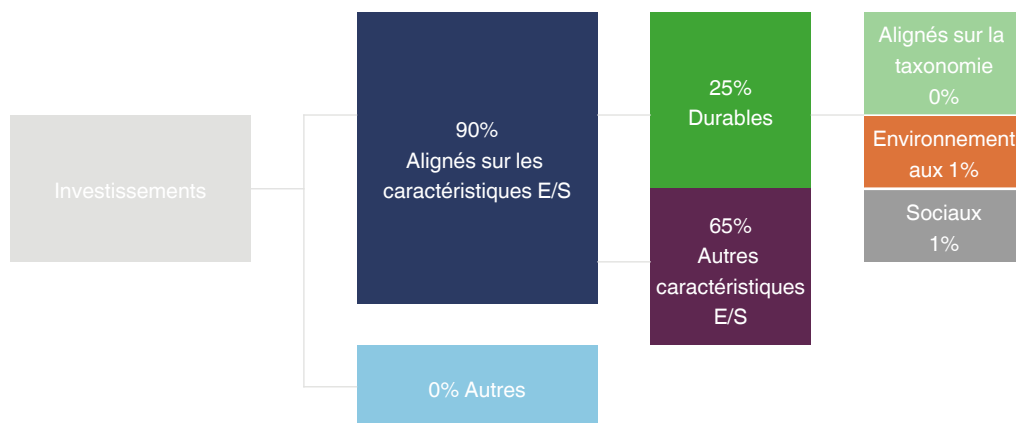 Investissements
90%
Alignés sur les
caractéristiques E/S
0% Autres
25%
Durables
65%
Autres
caractéristiques
E/S
Alignés sur la
taxonomie
0%
Environnement
aux 1%
Sociaux
1%